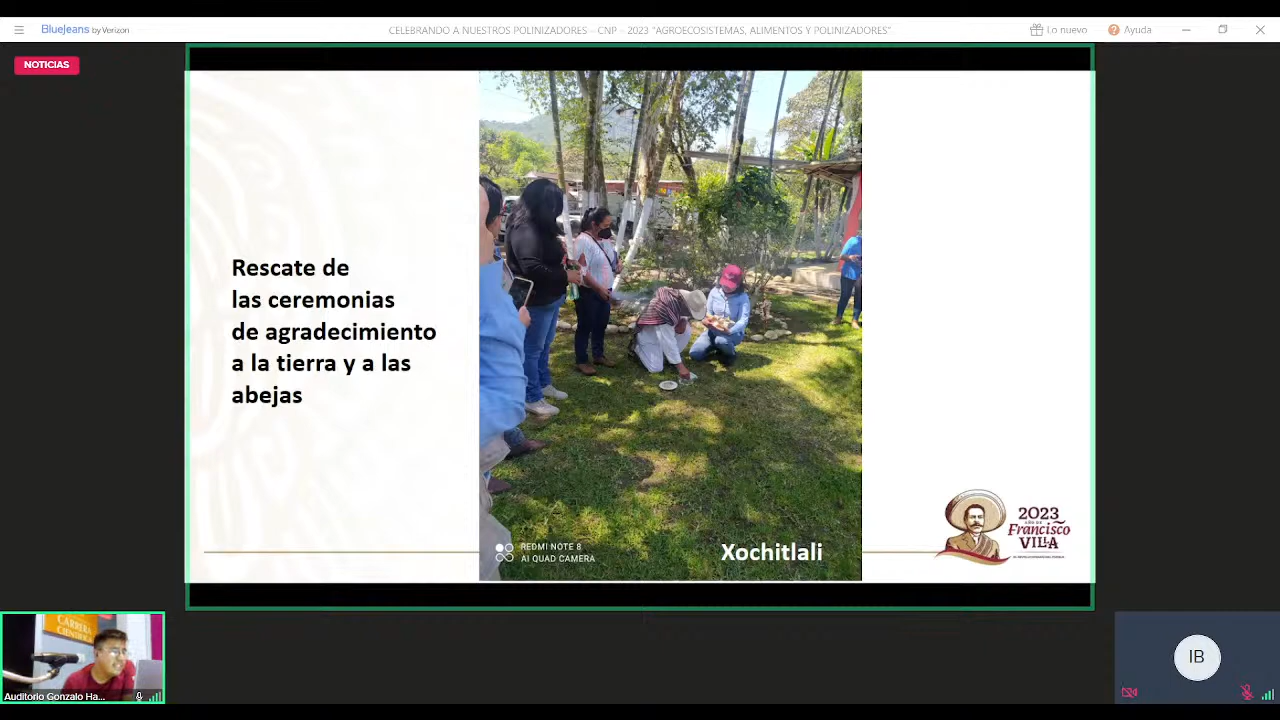 Bluejeans by Verizon
CELEBRANDO A NUESTROS POLINIZADORES – CNP – 2023 "AGROECOSISTEMAS, ALIMENTOS Y POLINIZADORES"
Lo nuevo
Ayuda
NOTICIAS
Rescate de
las ceremonias
de agradecimiento
a la tierra y a las
abejas
REDMI NOTE 8
AI QUAD CAMERA
Xochitlali
2023
AÑO DE
Francisco
VILLA
CARRERA
Auditorio Gonzalo Ha...
IB